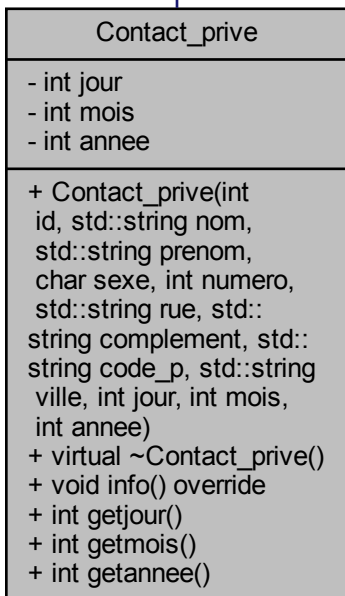 Contact_prive
- int jour
- int mois
- int annee
+ Contact_prive(int
id, std::string nom,
std::string prenom,
char sexe, int numero,
std::string rue, std::
string complement, std::
string code_p, std::string
ville, int jour, int mois,
int annee)
+ virtual ~Contact_prive()
+ void info() override
+ int getjour()
+ int getmois()
+ int getannee()